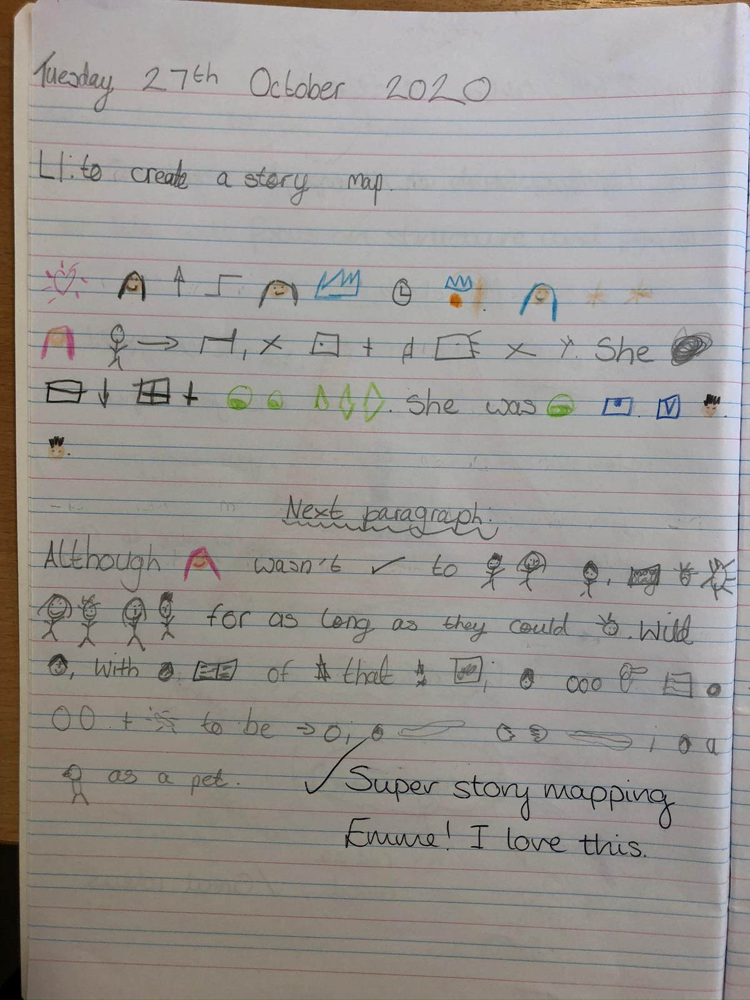 Tuesday 27th October 2020
LI: to create a story map.
She
+ She was
Next paragraph:
Although wasn't ✓ to
for as long as they could . Wild
, with of that ;
+ to be → ;
a
as a pet.
✓ Super story mapping
Emme! I love this.